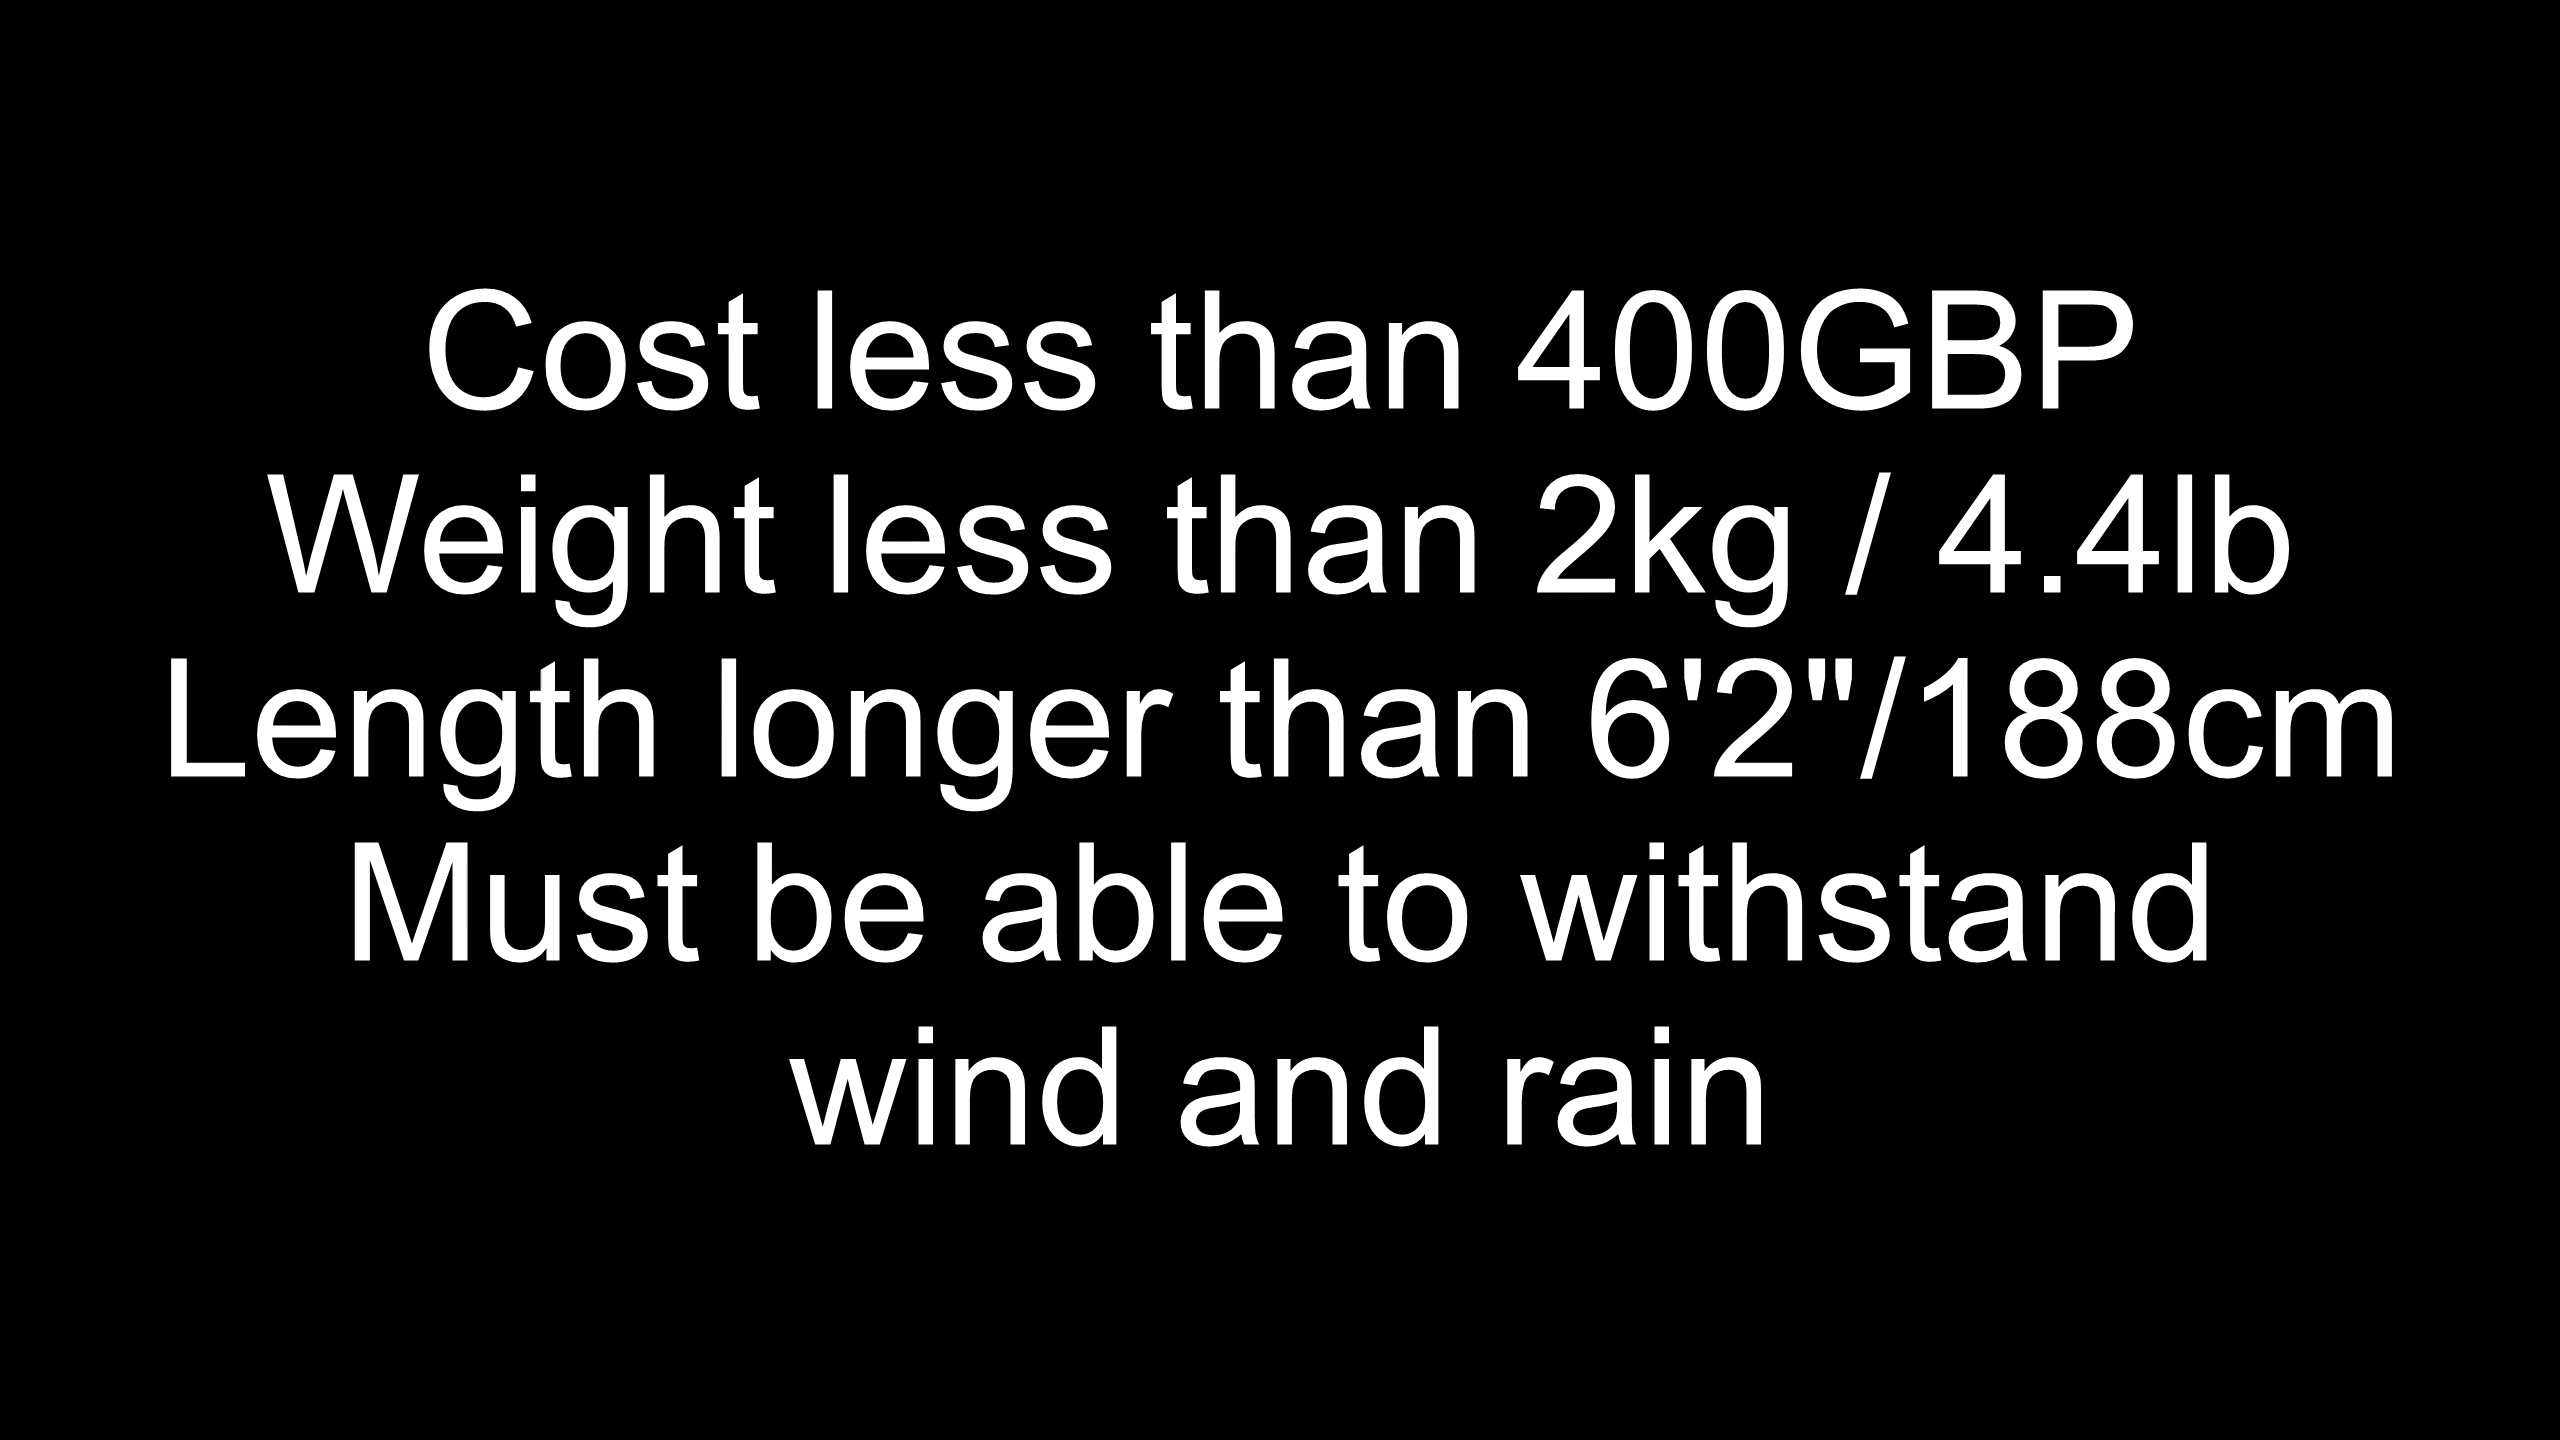 Cost less than 400GBP
Weight less than 2kg / 4.4lb
Length longer than 6'2"/188cm
Must be able to withstand
wind and rain